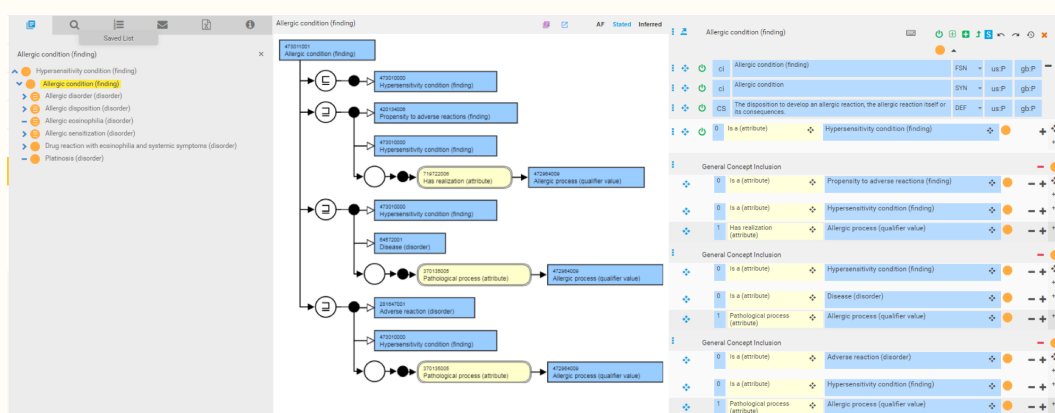 Saved List
Allergic condition (finding)
×
Hypersensitivity condition (finding)
Allergic condition (finding)
Allergic disorder (disorder)
Allergic disposition (disorder)
Allergic eosinophilia (disorder)
Allergic sensitization (disorder)
Drug reaction with eosinophilia and systemic symptoms (disorder)
Platinosis (disorder)
Allergic condition (finding)
AF Stated Inferred
473011001
Allergic condition (finding)
473010000
Hypersensitivity condition (finding)
420134006
Propensity to adverse reactions (finding)
473010000
Hypersensitivity condition (finding)
719722006
Has realization (attribute)
472964009
Allergic process (qualifier value)
473010000
Hypersensitivity condition (finding)
64572001
Disease (disorder)
370135005
Pathological process (attribute)
472964009
Allergic process (qualifier value)
281647001
Adverse reaction (disorder)
473010000
Hypersensitivity condition (finding)
370135005
Pathological process (attribute)
472964009
Allergic process (qualifier value)
Allergic condition (finding)
S
ci Allergic condition (finding) FSN us:P gb:P
ci Allergic condition SYN us:P gb:P
CS The disposition to develop an allergic reaction, the allergic reaction itself or its consequences. DEF us:P gb:P
0 Is a (attribute) Hypersensitivity condition (finding)
General Concept Inclusion
0 Is a (attribute) Propensity to adverse reactions (finding)
0 Is a (attribute) Hypersensitivity condition (finding)
1 Has realization (attribute) Allergic process (qualifier value)
General Concept Inclusion
0 Is a (attribute) Hypersensitivity condition (finding)
0 Is a (attribute) Disease (disorder)
1 Pathological process (attribute) Allergic process (qualifier value)
General Concept Inclusion
0 Is a (attribute) Adverse reaction (disorder)
0 Is a (attribute) Hypersensitivity condition (finding)
1 Pathological process (attribute) Allergic process (qualifier value)